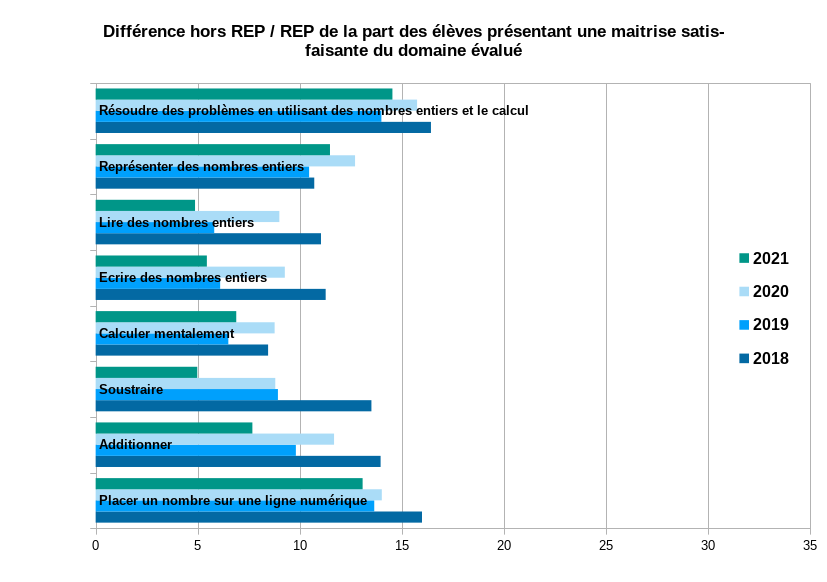 Différence hors REP / REP de la part des élèves présentant une maitrise satis-
faisante du domaine évalué
Résoudre des problèmes en utilisant des nombres entiers et le calcul
Représenter des nombres entiers
Lire des nombres entiers
Ecrire des nombres entiers
Calculer mentalement
Soustraire
Additionner
Placer un nombre sur une ligne numérique
2021
2020
2019
2018
0 5 10 15 20 25 30 35